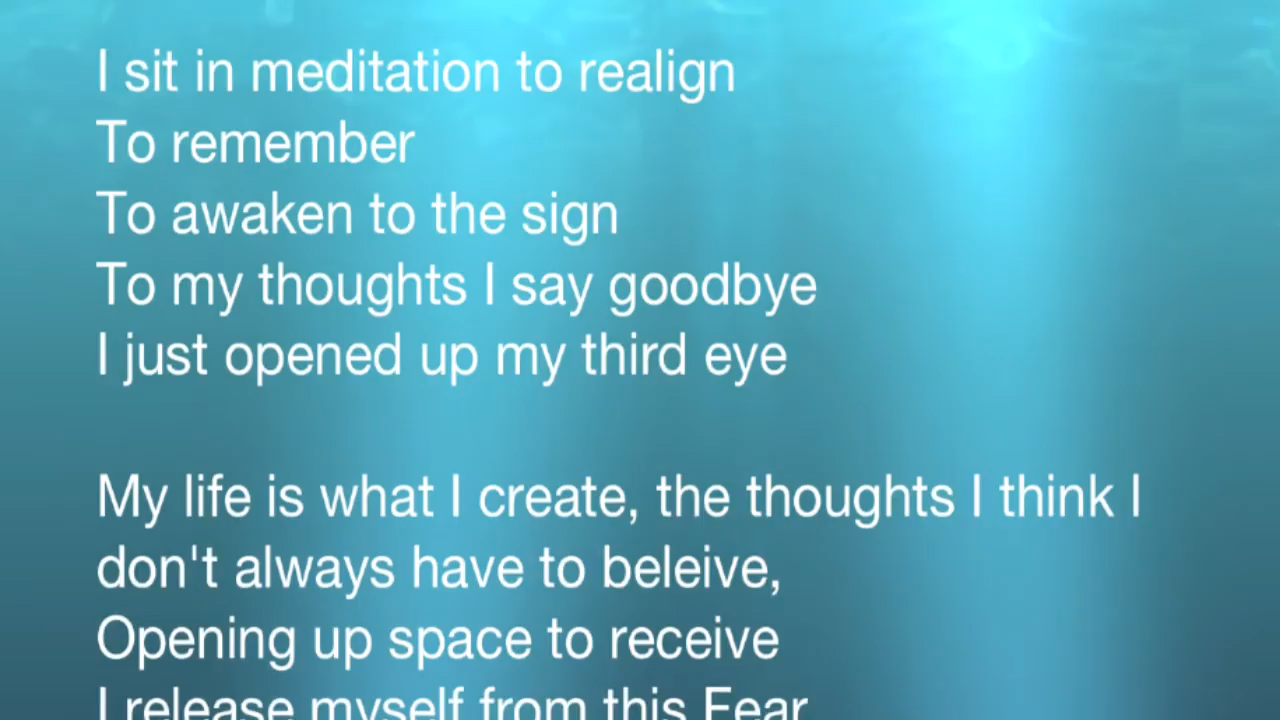 I sit in meditation to realign
To remember
To awaken to the sign
To my thoughts I say goodbye
I just opened up my third eye
My life is what I create, the thoughts I think I
don't always have to beleive,
Opening up space to receive
I release myself from this Fear